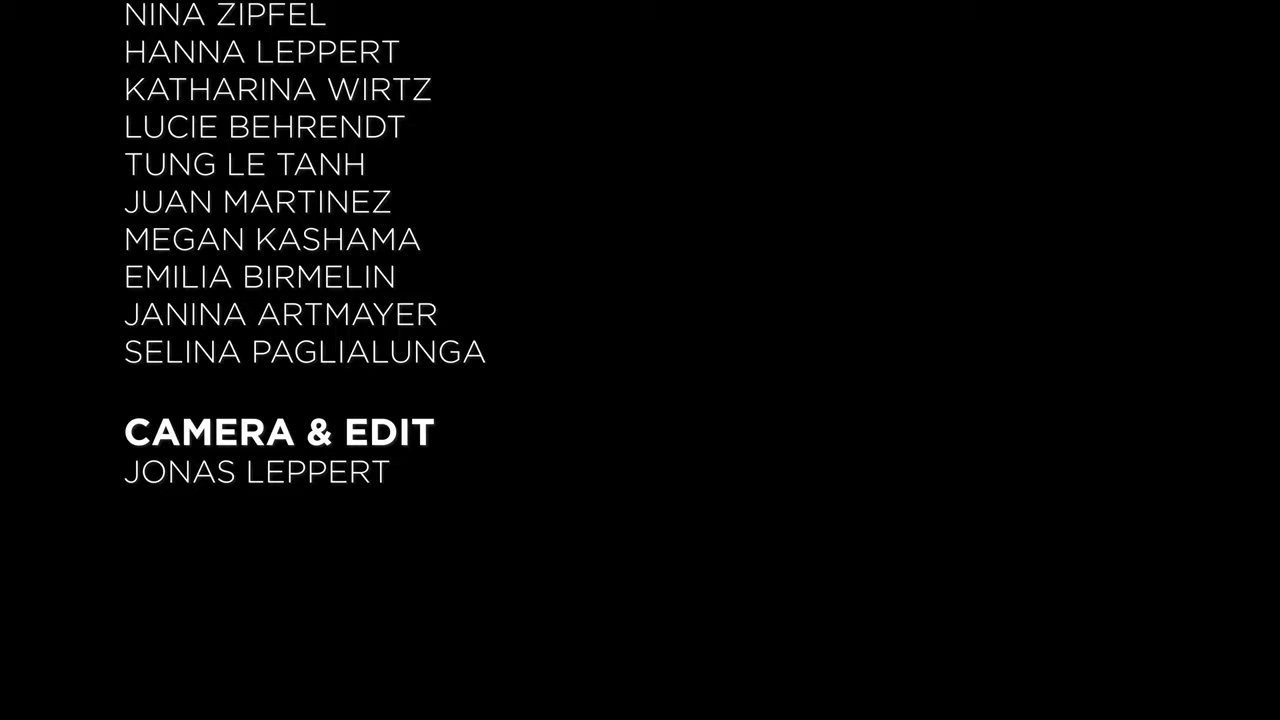 NINA ZIPFEL
HANNA LEPPERT
KATHARINA WIRTZ
LUCIE BEHRENDT
TUNG LE TANH
JUAN MARTINEZ
MEGAN KASHAMA
EMILIA BIRMELIN
JANINA ARTMAYER
SELINA PAGLIALUNGA
CAMERA & EDIT
JONAS LEPPERT